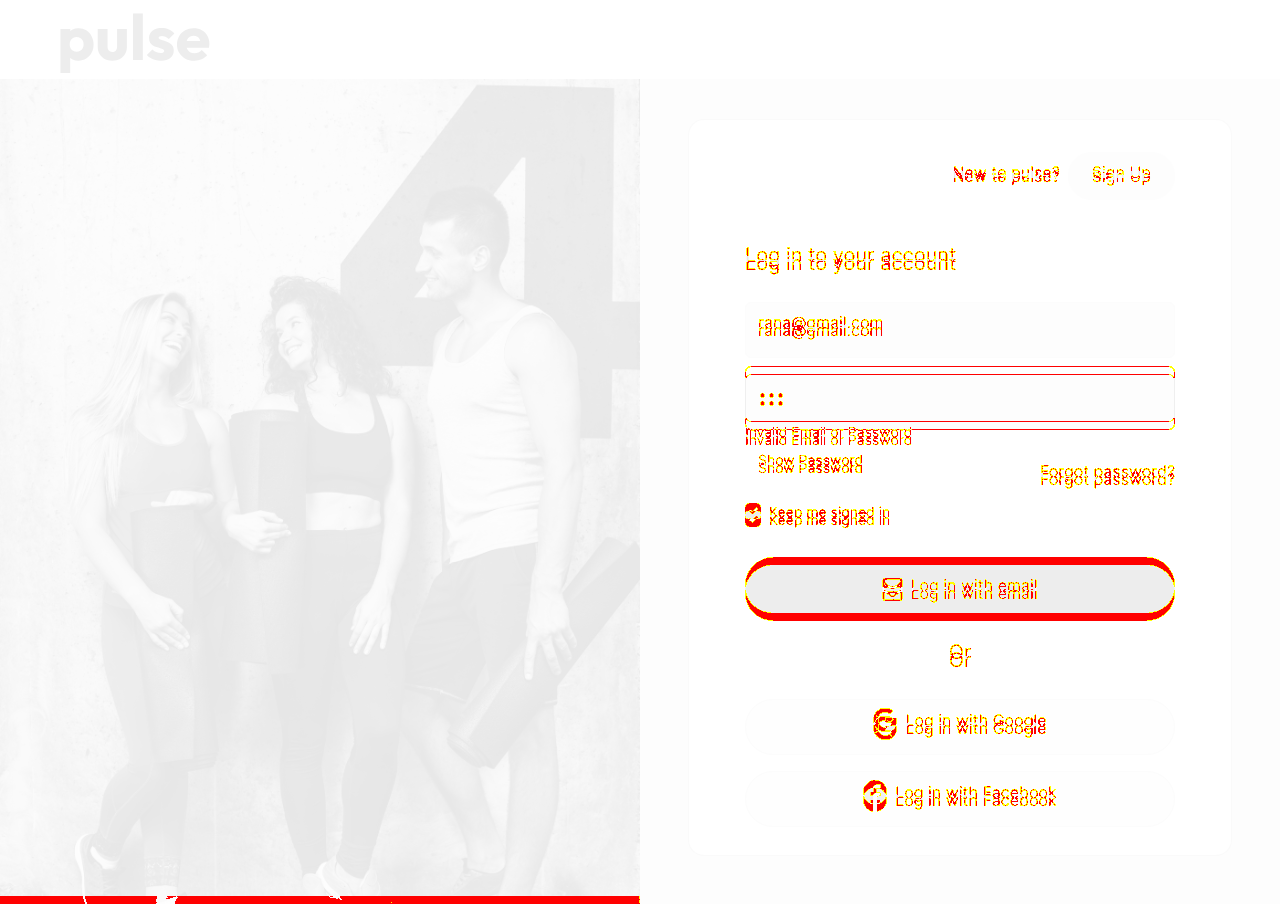 pulse
New to pulse? Sign Up
Log in to your account
rana@gmail.com
Invalid Email or Password
Show Password
Forgot password?
Keep me signed in
Log in with email
Or
Log in with Google
Log in with Facebook